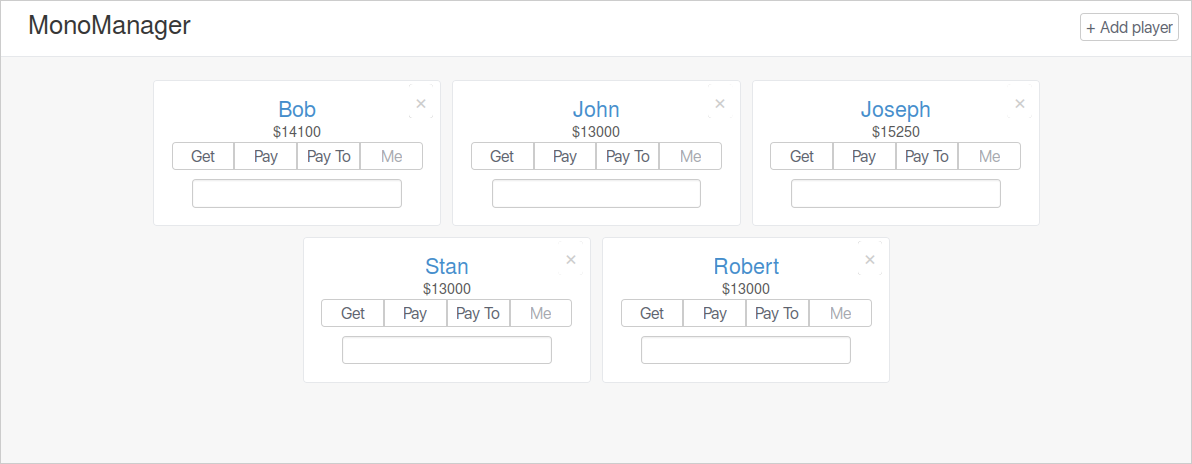 MonoManager
+ Add player
Bob ×
$14100
Get Pay Pay To Me
John ×
$13000
Get Pay Pay To Me
Joseph ×
$15250
Get Pay Pay To Me
Stan ×
$13000
Get Pay Pay To Me
Robert ×
$13000
Get Pay Pay To Me